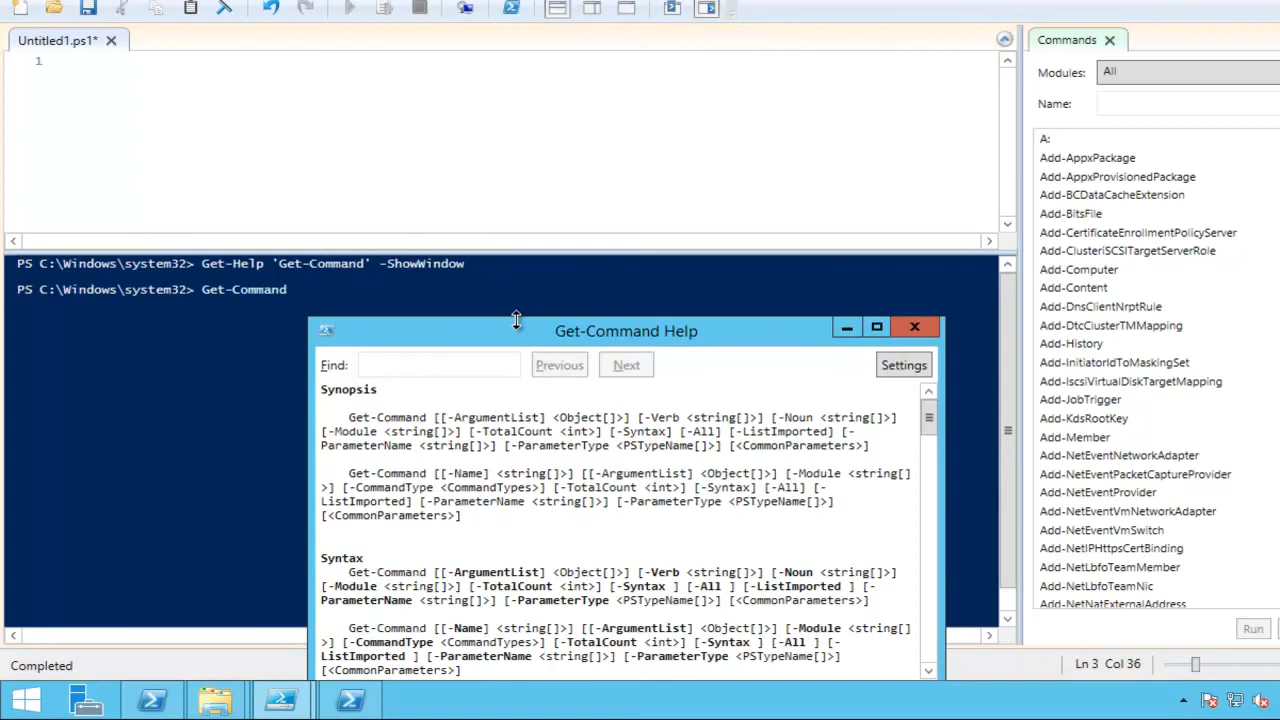 Untitled1.ps1*
1
PS C:\Windows\system32> Get-Help 'Get-Command' -ShowWindow
PS C:\Windows\system32> Get-Command
Get-Command Help
Find:
Previous
Next
Settings
Synopsis
Get-Command [[-ArgumentList] <Object[]>] [-Verb <string[]>] [-Noun <string[]>]
[-Module <string[]>] [-TotalCount <int>] [-Syntax] [-All] [-ListImported] [-
ParameterName <string[]>] [-ParameterType <PSTypeName[]>] [<CommonParameters>]
Get-Command [[-Name] <string[]>] [[-ArgumentList] <Object[]>] [-Module <string[]
>] [-CommandType <CommandTypes>] [-TotalCount <int>] [-Syntax] [-All] [-
ListImported] [-ParameterName <string[]>] [-ParameterType <PSTypeName[]>]
[<CommonParameters>]
Syntax
Get-Command [[-ArgumentList] <Object[]>] [-Verb <string[]>] [-Noun <string[]>]
[-Module <string[]>] [-TotalCount <int>] [-Syntax ] [-All ] [-ListImported ] [-
ParameterName <string[]>] [-ParameterType <PSTypeName[]>] [<CommonParameters>]
Get-Command [[-Name] <string[]>] [[-ArgumentList] <Object[]>] [-Module <string[]
>] [-CommandType <CommandTypes>] [-TotalCount <int>] [-Syntax ] [-All ] [-
ListImported ] [-ParameterName <string[]>] [-ParameterType <PSTypeName[]>]
[<CommonParameters>]
Commands
Modules:
All
Name:
A:
Add-AppxPackage
Add-AppxProvisionedPackage
Add-BCDataCacheExtension
Add-BitsFile
Add-CertificateEnrollmentPolicyServer
Add-ClusteriSCSITargetServerRole
Add-Computer
Add-Content
Add-DnsClientNrptRule
Add-DtcClusterTMMapping
Add-History
Add-InitiatorIdToMaskingSet
Add-IscsiVirtualDiskTargetMapping
Add-JobTrigger
Add-KdsRootKey
Add-Member
Add-NetEventNetworkAdapter
Add-NetEventPacketCaptureProvider
Add-NetEventProvider
Add-NetEventVmNetworkAdapter
Add-NetEventVmSwitch
Add-NetIPHttpsCertBinding
Add-NetLbfoTeamMember
Add-NetLbfoTeamNic
Add-NetNatExternalAddress
Run
Completed
Ln 3 Col 36